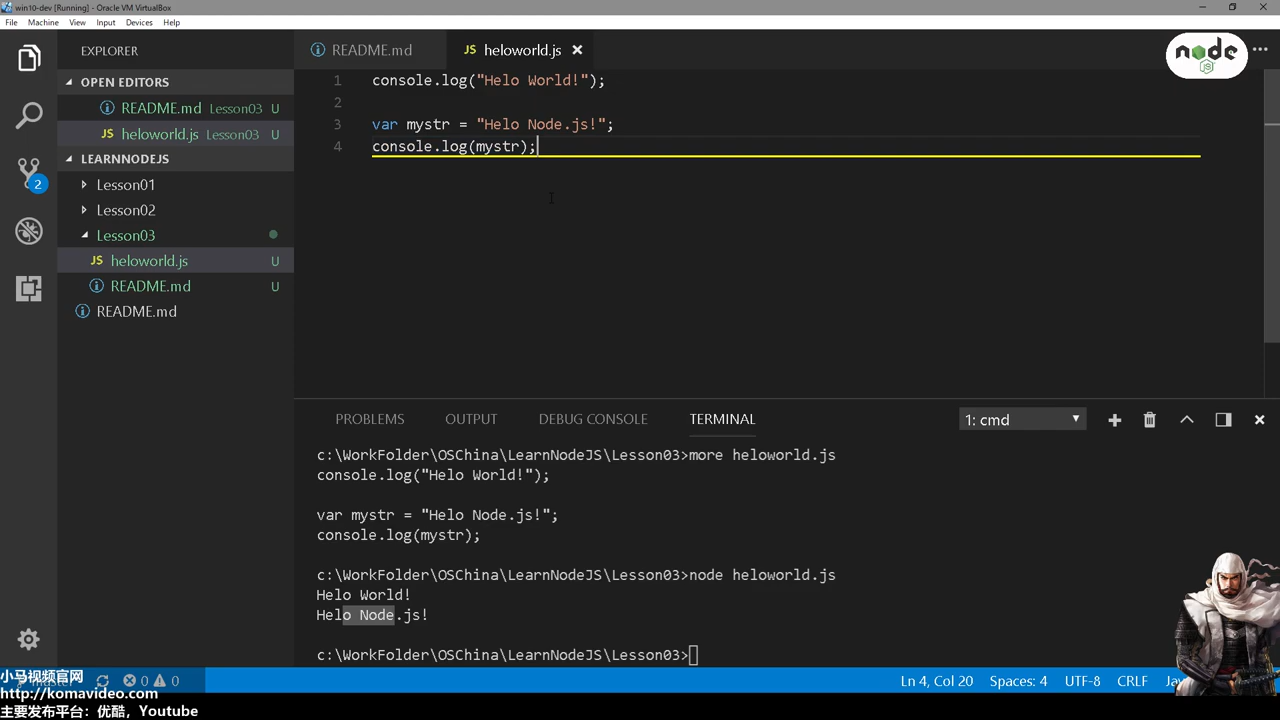 win10-dev [Running] - Oracle VM VirtualBox
File Machine View Input Devices Help
EXPLORER
README.md
JS heloworld.js
node
JS
OPEN EDITORS
README.md Lesson03 U
JS heloworld.js Lesson03 U
LEARNNODEJS
Lesson01
Lesson02
Lesson03
JS heloworld.js U
README.md U
README.md
2
1 console.log("Helo World!");
2
3 var mystr = "Helo Node.js!";
4 console.log(mystr);
PROBLEMS OUTPUT DEBUG CONSOLE TERMINAL 1: cmd
c:\WorkFolder\OSChina\LearnNodeJS\Lesson03>more heloworld.js
console.log("Helo World!");
var mystr = "Helo Node.js!";
console.log(mystr);
c:\WorkFolder\OSChina\LearnNodeJS\Lesson03>node heloworld.js
Helo World!
Helo Node.js!
c:\WorkFolder\OSChina\LearnNodeJS\Lesson03>
0 0 Ln 4, Col 20 Spaces: 4 UTF-8 CRLF
小马视频官网
http://komavideo.com
主要发布平台：优酷，Youtube